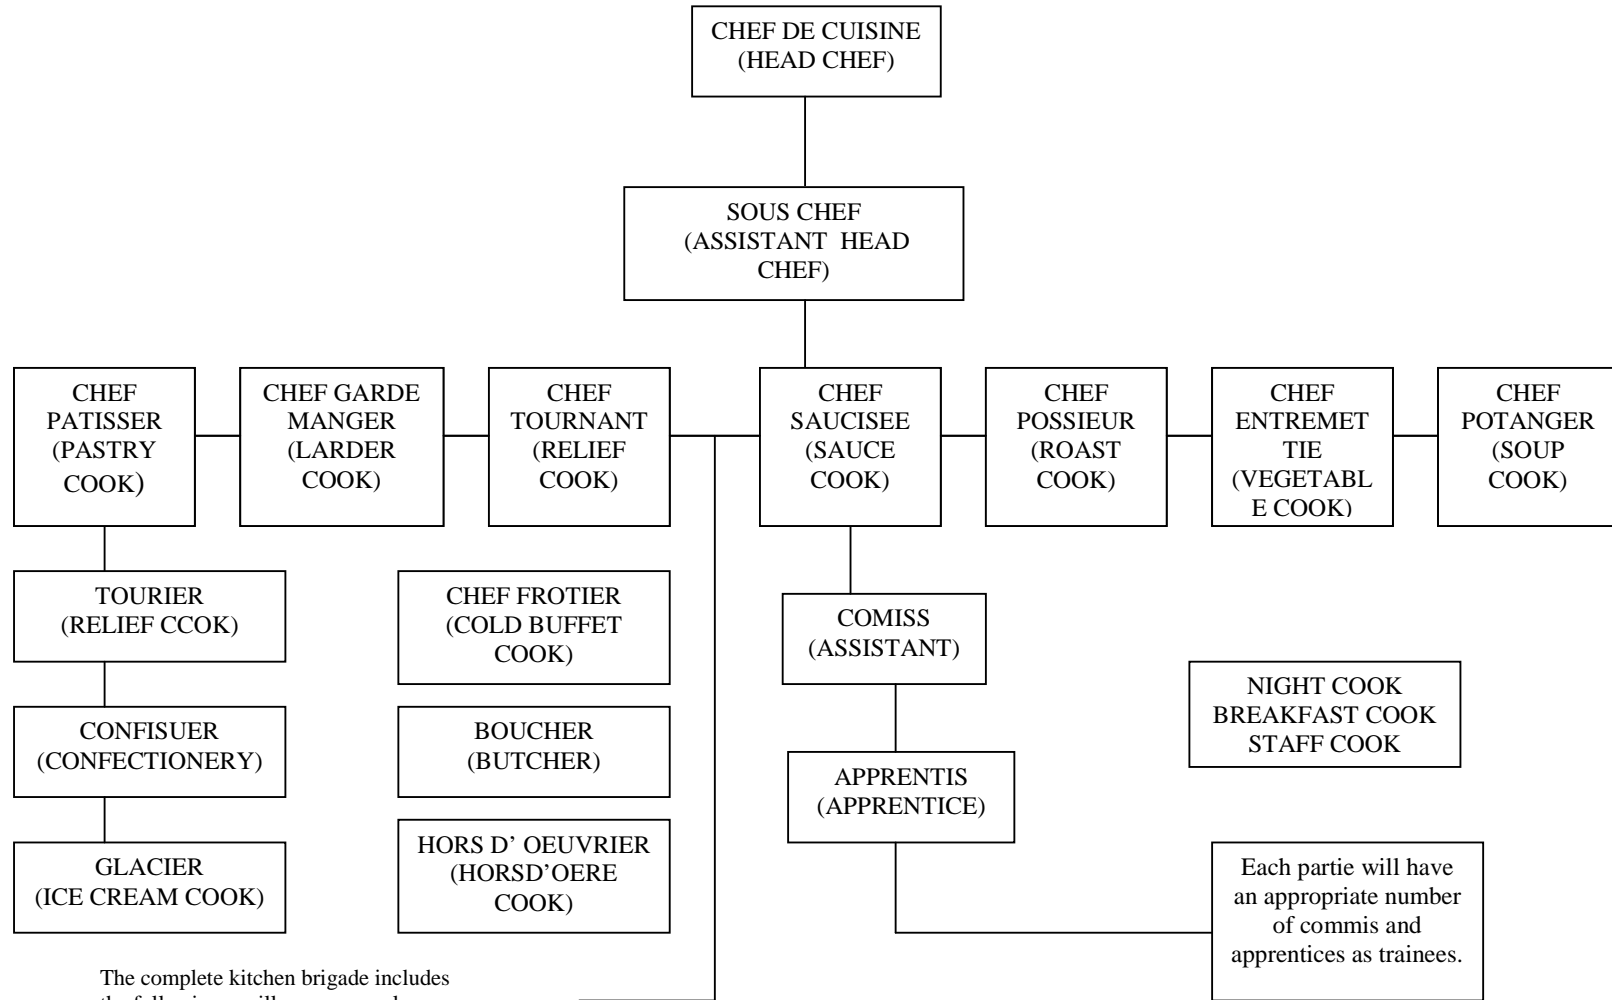 CHEF DE CUISINE
(HEAD CHEF)
SOUS CHEF
(ASSISTANT HEAD
CHEF)
CHEF
PATISSER
(PASTRY
COOK)
CHEF GARDE
MANGER
(LARDER
COOK)
CHEF
TOURNANT
(RELIEF
COOK)
CHEF
SAUCISEE
(SAUCE
COOK)
CHEF
POSSIEUR
(ROAST
COOK)
CHEF
ENTREMET
TIE
(VEGETABL
E COOK)
CHEF
POTANGER
(SOUP
COOK)
TOURIER
(RELIEF CCOK)
CHEF FROTIER
(COLD BUFFET
COOK)
COMISS
(ASSISTANT)
NIGHT COOK
BREAKFAST COOK
STAFF COOK
CONFISUER
(CONFECTIONERY)
BOUCHER
(BUTCHER)
APPRENTIS
(APPRENTICE)
GLACIER
(ICE CREAM COOK)
HORS D' OEUVRIER
(HORSD'OERE
COOK)
Each partie will have
an appropriate number
of commis and
apprentices as trainees.
The complete kitchen brigade includes